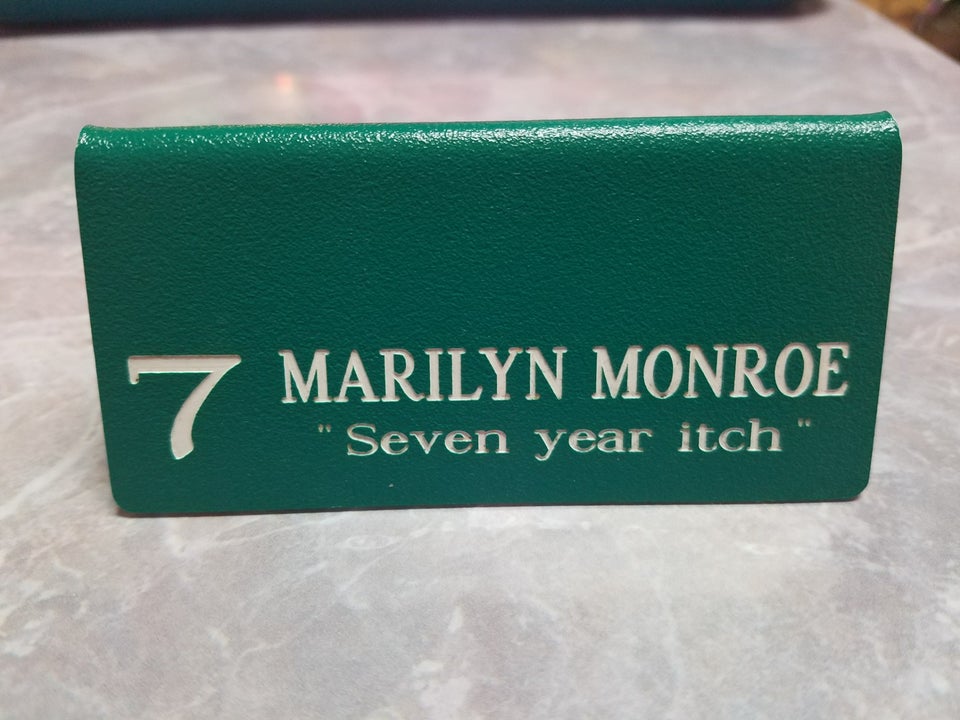 7 MARILYN MONROE
"Seven year itch"